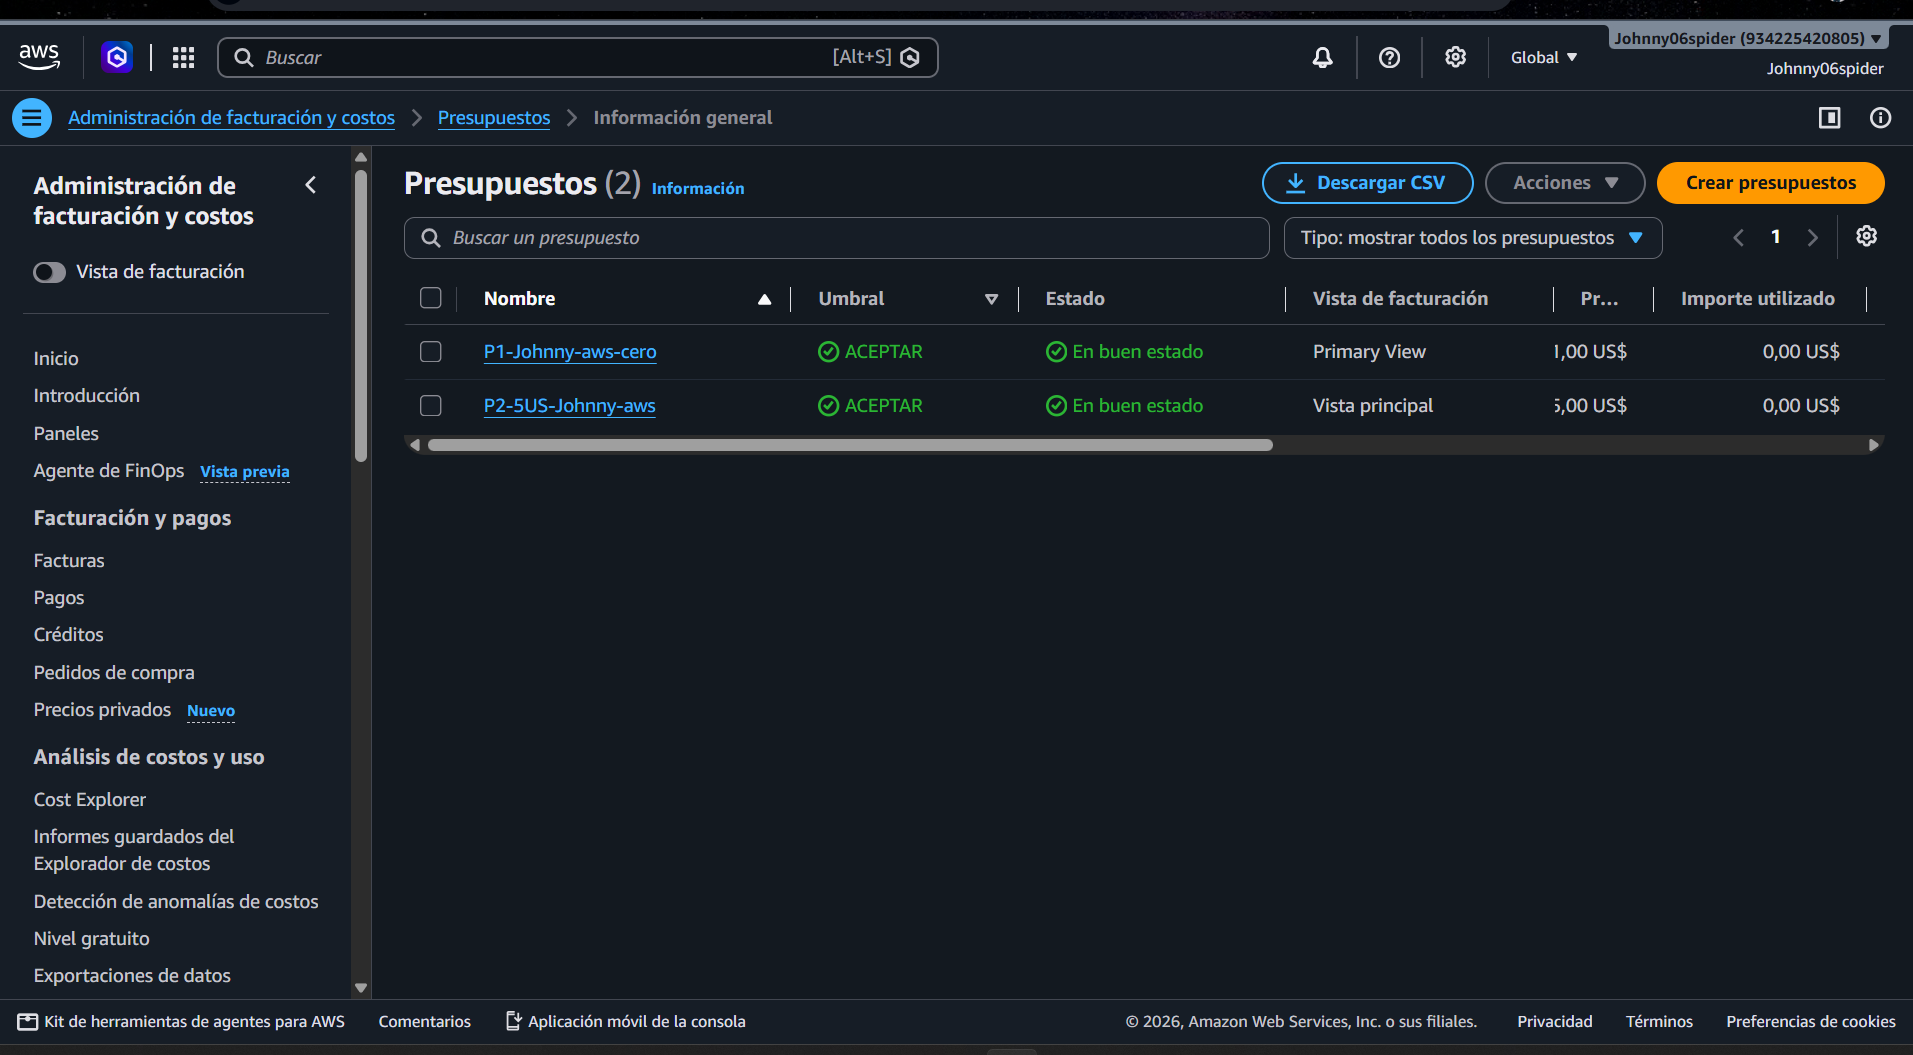 aws
Buscar [Alt+S]
Global
Johnny06spider (934225420805)
Johnny06spider
Administración de facturación y costos
Presupuestos
Información general
Administración de
facturación y costos
Vista de facturación
Inicio
Introducción
Paneles
Agente de FinOps Vista previa
Facturación y pagos
Facturas
Pagos
Créditos
Pedidos de compra
Precios privados Nuevo
Análisis de costos y uso
Cost Explorer
Informes guardados del
Explorador de costos
Detección de anomalías de costos
Nivel gratuito
Exportaciones de datos
Presupuestos (2) Información
Descargar CSV
Acciones
Crear presupuestos
Buscar un presupuesto
Tipo: mostrar todos los presupuestos
1
Nombre Umbral Estado Vista de facturación Pr... Importe utilizado
P1-Johnny-aws-cero ACEPTAR En buen estado Primary View 1,00 US$ 0,00 US$
P2-5US-Johnny-aws ACEPTAR En buen estado Vista principal 5,00 US$ 0,00 US$
Kit de herramientas de agentes para AWS Comentarios Aplicación móvil de la consola © 2026, Amazon Web Services, Inc. o sus filiales. Privacidad Términos Preferencias de cookies